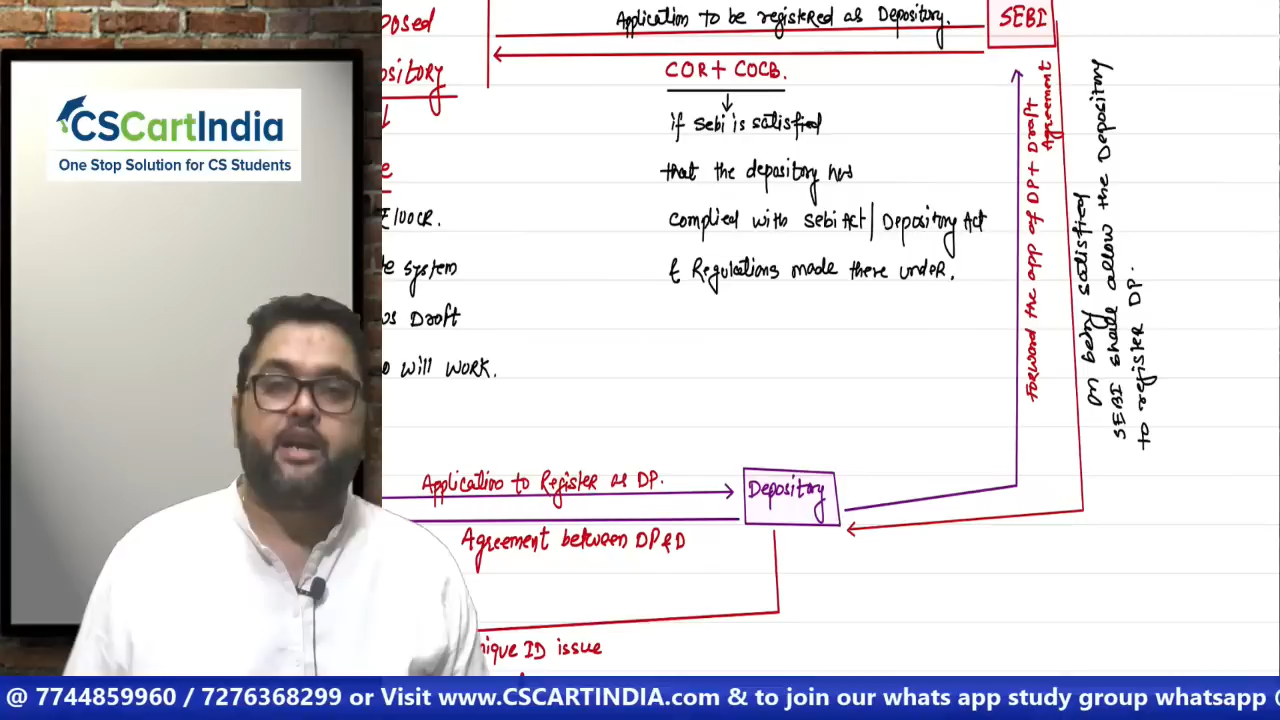 CSCartIndia
One Stop Solution for CS Students
posed
ository
Application to be registered as Depository.
SEBI
COR + COCB.
if sebi is satisfied
that the depository has
complied with sebi Act / Depository Act
& Regulations made there under.
100CR.
system
Draft
will work.
Forward the app of DP + Draft
Agreement
on being satisfied
SEBI shall allow the Depository
to register DP.
Application to Register as DP.
Depository
Agreement between DP & D
nique ID issue
@ 7744859960 / 7276368299 or Visit www.CSCARTINDIA.com & to join our whats app study group whatsapp